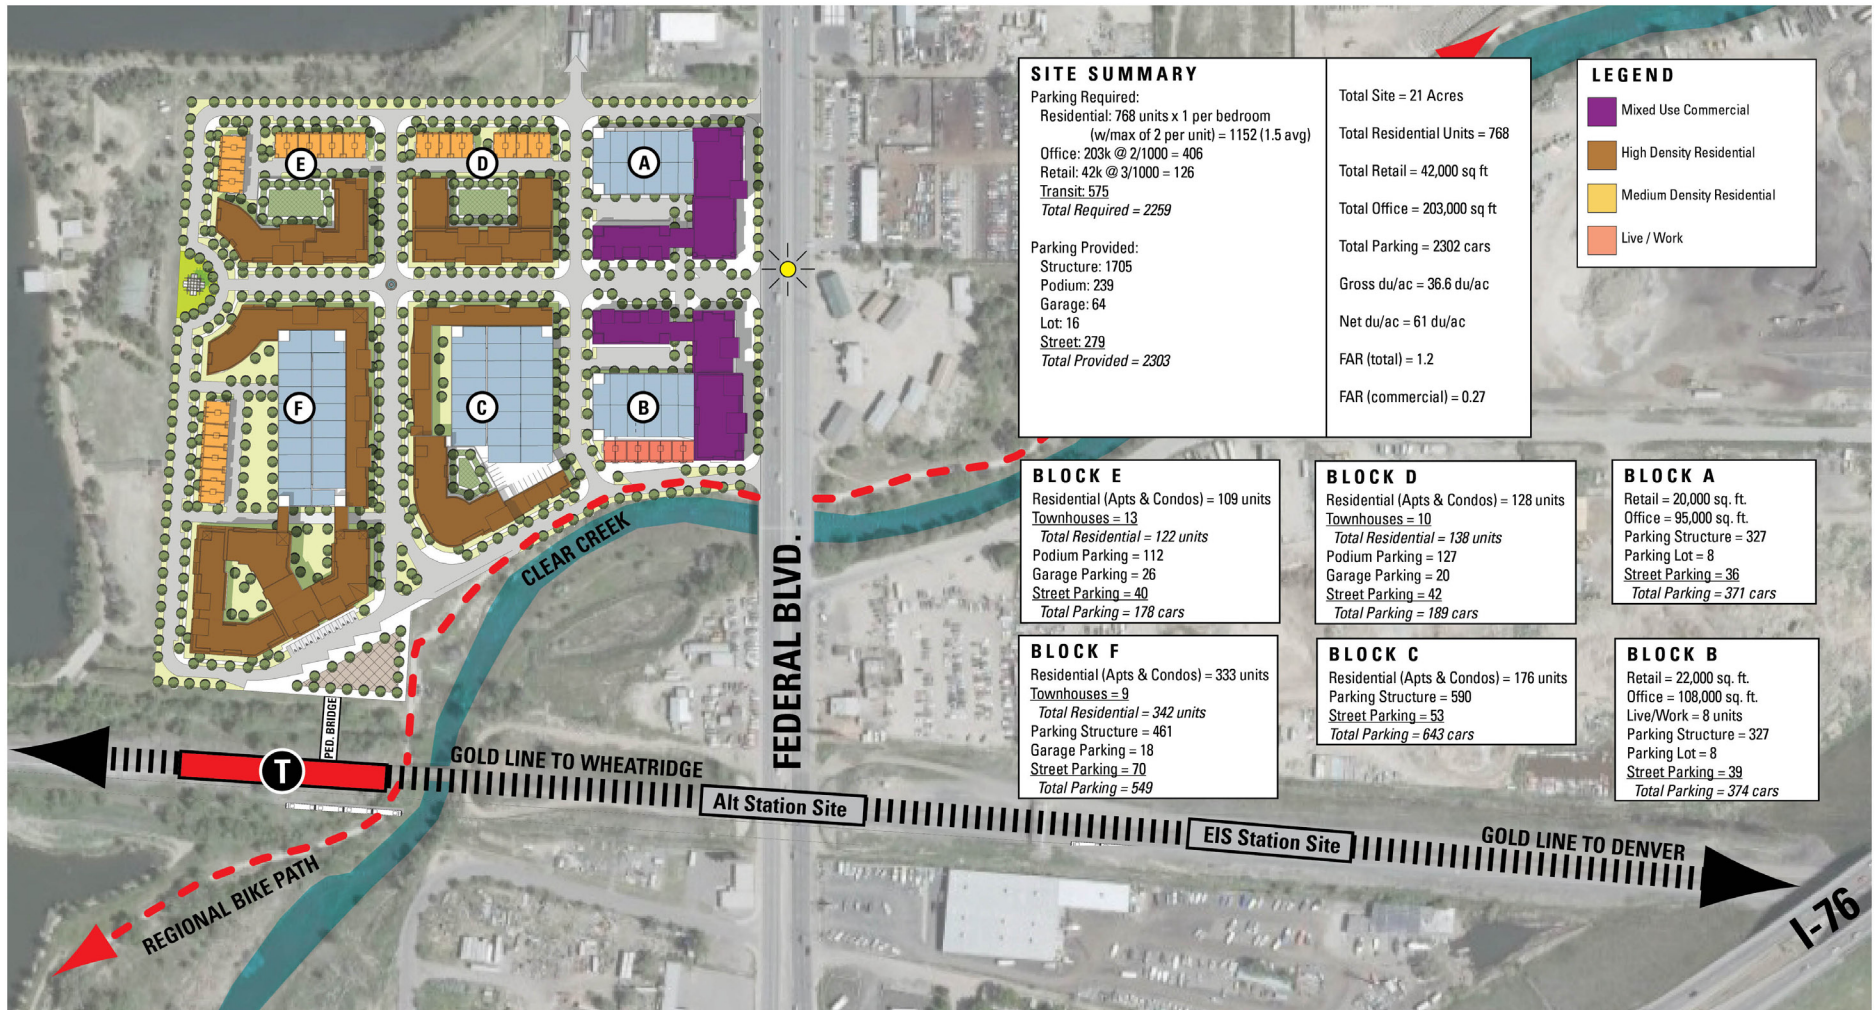 SITE SUMMARY
Parking Required:
Residential: 768 units x 1 per bedroom
(w/max of 2 per unit) = 1152 (1.5 avg)
Office: 203k @ 2/1000 = 406
Retail: 42k @ 3/1000 = 126
Transit: 575
Total Required = 2259
Parking Provided:
Structure: 1705
Podium: 239
Garage: 64
Lot: 16
Street: 279
Total Provided = 2303
Total Site = 21 Acres
Total Residential Units = 768
Total Retail = 42,000 sq ft
Total Office = 203,000 sq ft
Total Parking = 2302 cars
Gross du/ac = 36.6 du/ac
Net du/ac = 61 du/ac
FAR (total) = 1.2
FAR (commercial) = 0.27
LEGEND
Mixed Use Commercial
High Density Residential
Medium Density Residential
Live / Work
E
D
A
F
C
B
BLOCK E
Residential (Apts & Condos) = 109 units
Townhouses = 13
Total Residential = 122 units
Podium Parking = 112
Garage Parking = 26
Street Parking = 40
Total Parking = 178 cars
BLOCK D
Residential (Apts & Condos) = 128 units
Townhouses = 10
Total Residential = 138 units
Podium Parking = 127
Garage Parking = 20
Street Parking = 42
Total Parking = 189 cars
BLOCK A
Retail = 20,000 sq. ft.
Office = 95,000 sq. ft.
Parking Structure = 327
Parking Lot = 8
Street Parking = 36
Total Parking = 371 cars
BLOCK F
Residential (Apts & Condos) = 333 units
Townhouses = 9
Total Residential = 342 units
Parking Structure = 461
Garage Parking = 18
Street Parking = 70
Total Parking = 549
BLOCK C
Residential (Apts & Condos) = 176 units
Parking Structure = 590
Street Parking = 53
Total Parking = 643 cars
BLOCK B
Retail = 22,000 sq. ft.
Office = 108,000 sq. ft.
Live/Work = 8 units
Parking Structure = 327
Parking Lot = 8
Street Parking = 39
Total Parking = 374 cars
CLEAR CREEK
FEDERAL BLVD.
PED. BRIDGE
T
GOLD LINE TO WHEATRIDGE
Alt Station Site
EIS Station Site
GOLD LINE TO DENVER
REGIONAL BIKE PATH
I-76